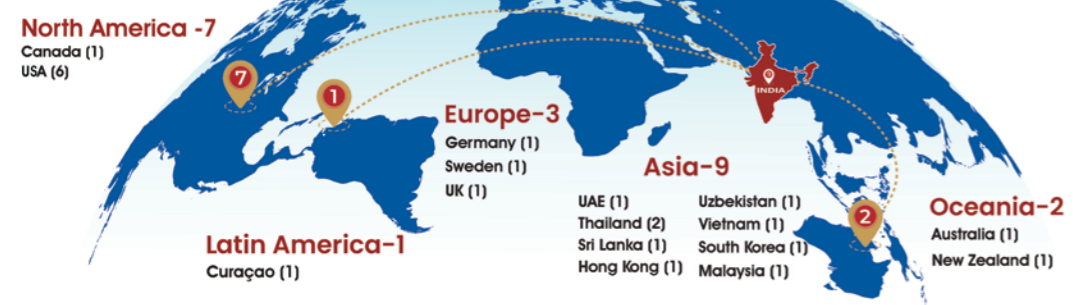 North America -7
Canada (1)
USA (6)
7
1
INDIA
Europe-3
Germany (1)
Sweden (1)
UK (1)
Asia-9
UAE (1)
Thailand (2)
Sri Lanka (1)
Hong Kong (1)
Uzbekistan (1)
Vietnam (1)
South Korea (1)
Malaysia (1)
2
Oceania-2
Australia (1)
New Zealand (1)
Latin America-1
Curaçao (1)